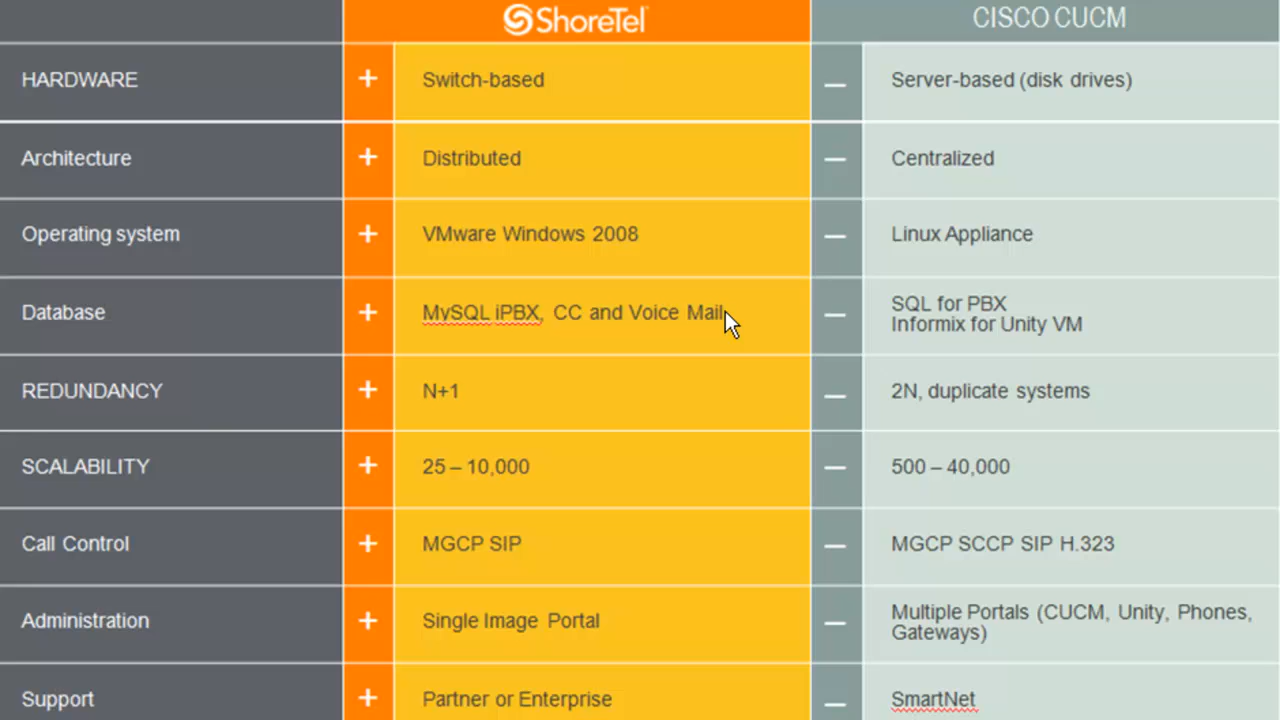 ShoreTel CISCO CUCM
HARDWARE + Switch-based – Server-based (disk drives)
Architecture + Distributed – Centralized
Operating system + VMware Windows 2008 – Linux Appliance
Database + MySQL iPBX, CC and Voice Mail – SQL for PBX
Informix for Unity VM
REDUNDANCY + N+1 – 2N, duplicate systems
SCALABILITY + 25 – 10,000 – 500 – 40,000
Call Control + MGCP SIP – MGCP SCCP SIP H.323
Administration + Single Image Portal – Multiple Portals (CUCM, Unity, Phones,
Gateways)
Support + Partner or Enterprise – SmartNet